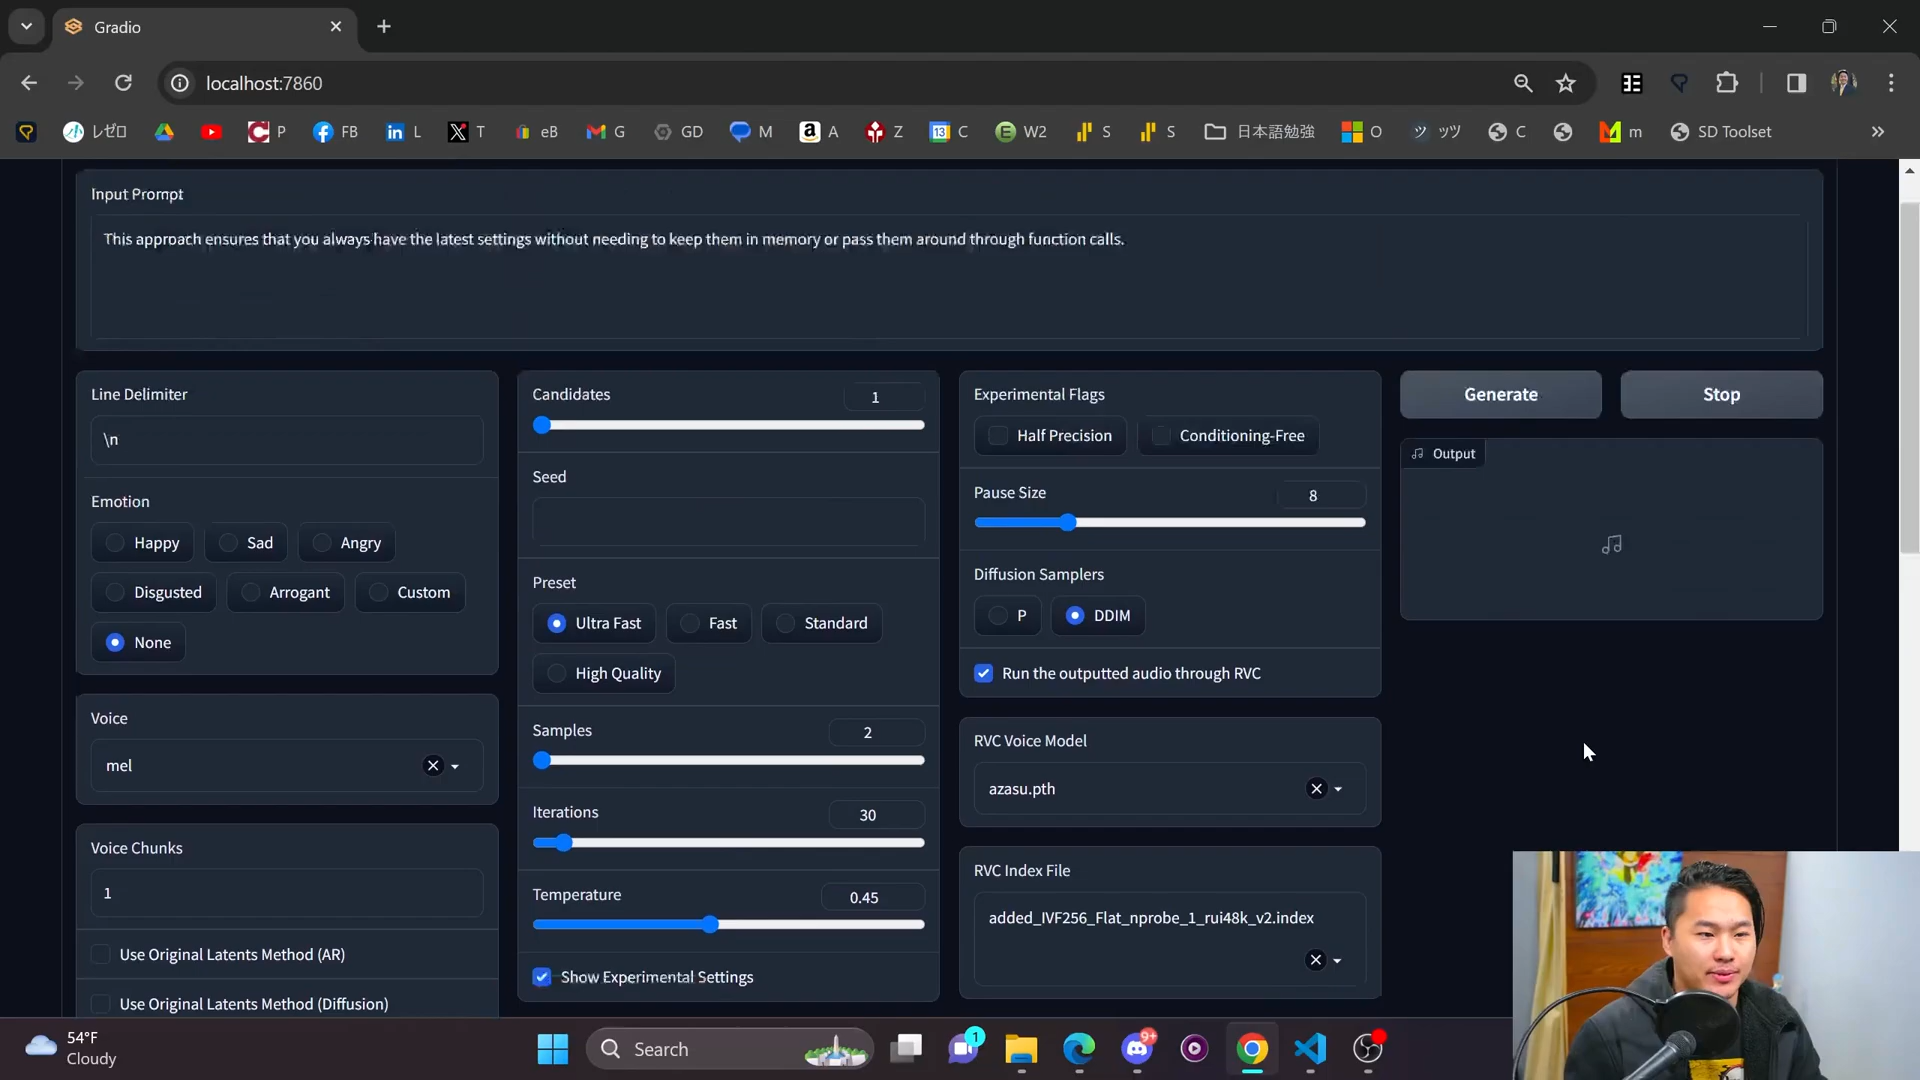 Gradio
localhost:7860
レゼロ
P
FB
L
T
eB
G
GD
M
A
Z
13
C
W2
S
S
日本語勉強
O
ッツ
C
m
SD Toolset
Input Prompt
This approach ensures that you always have the latest settings without needing to keep them in memory or pass them around through function calls.
Line Delimiter
\n
Emotion
Happy
Sad
Angry
Disgusted
Arrogant
Custom
None
Voice
mel
Voice Chunks
1
Use Original Latents Method (AR)
Use Original Latents Method (Diffusion)
Candidates
1
Seed
Preset
Ultra Fast
Fast
Standard
High Quality
Samples
2
Iterations
30
Temperature
0.45
Show Experimental Settings
Experimental Flags
Half Precision
Conditioning-Free
Pause Size
8
Diffusion Samplers
P
DDIM
Run the outputted audio through RVC
RVC Voice Model
azasu.pth
RVC Index File
added_IVF256_Flat_nprobe_1_rui48k_v2.index
Generate
Stop
Output
54°F
Cloudy
Search
1
9+